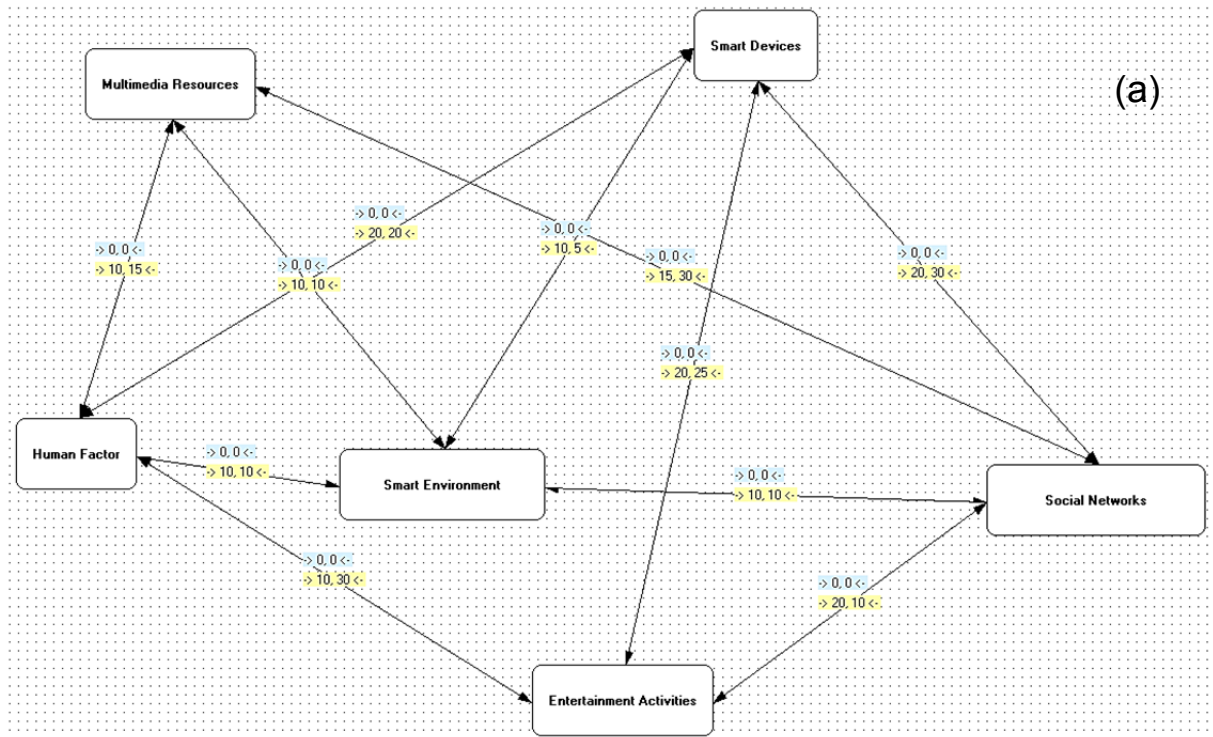 Smart Devices
Multimedia Resources
(a)
-> 0, 0 <-
-> 20, 20 <-
-> 0, 0 <-
-> 10, 5 <-
-> 0, 0 <-
-> 10, 15 <-
-> 0, 0 <-
-> 10, 10 <-
-> 0, 0 <-
-> 15, 30 <-
-> 0, 0 <-
-> 20, 30 <-
-> 0, 0 <-
-> 20, 25 <-
Human Factor
-> 0, 0 <-
-> 10, 10 <-
Smart Environment
-> 0, 0 <-
-> 10, 10 <-
Social Networks
-> 0, 0 <-
-> 10, 30 <-
-> 0, 0 <-
-> 20, 10 <-
Entertainment Activities